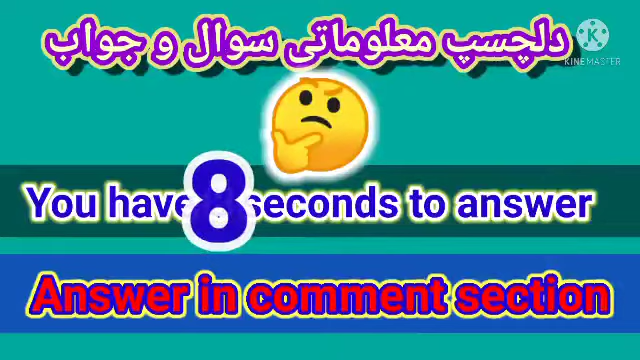 دلچسپ معلوماتی سوال و جواب
KINEMASTER
You have 8 seconds to answer
Answer in comment section